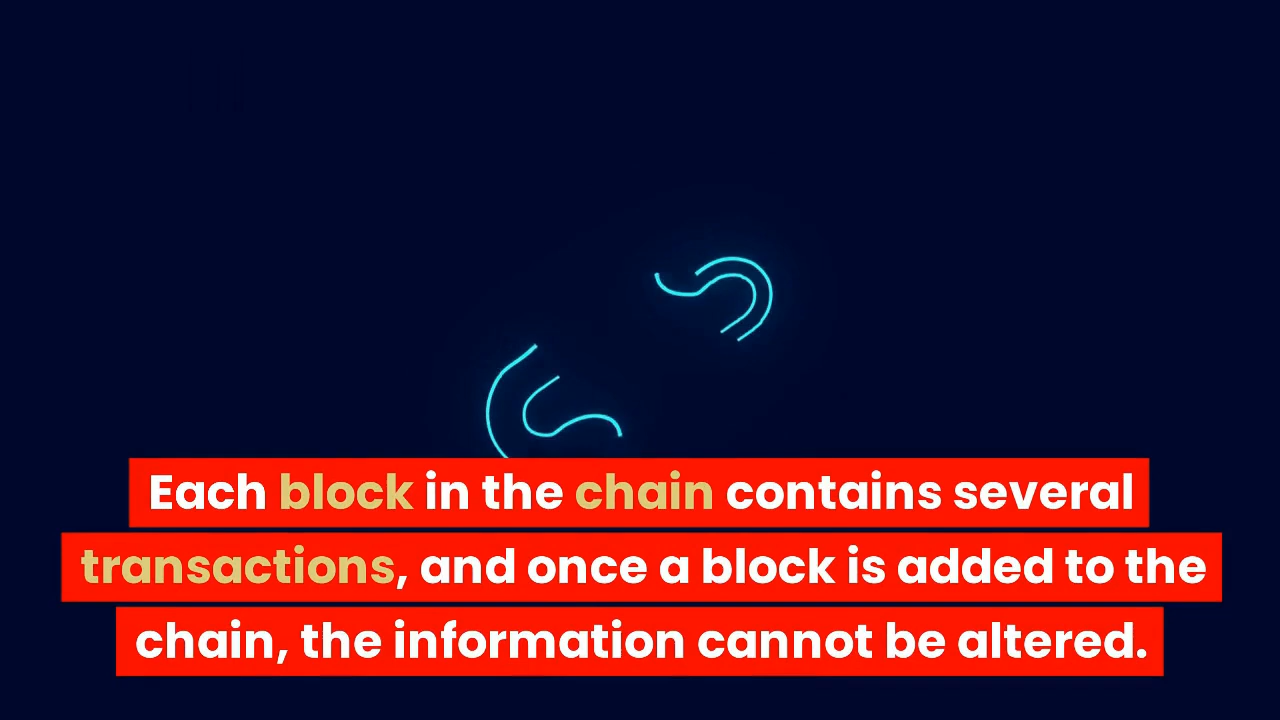 Each block in the chain contains several
transactions, and once a block is added to the
chain, the information cannot be altered.